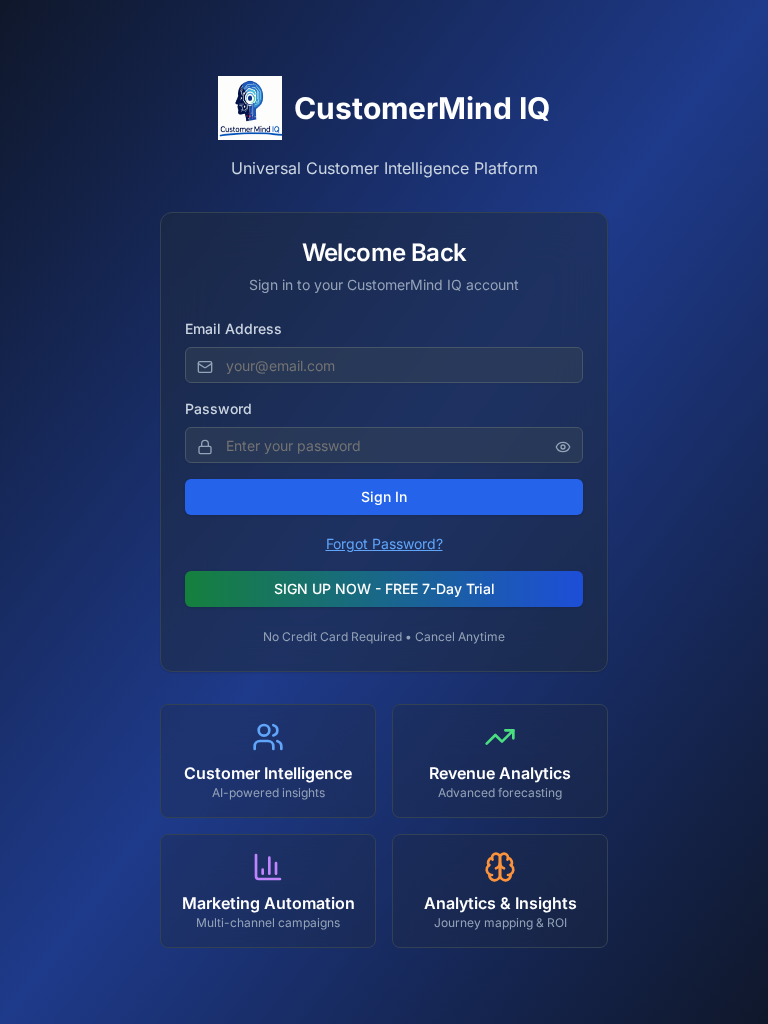 Customer Mind IQ
CustomerMind IQ
Universal Customer Intelligence Platform
Welcome Back
Sign in to your CustomerMind IQ account
Email Address
your@email.com
Password
Enter your password
Sign In
Forgot Password?
SIGN UP NOW - FREE 7-Day Trial
No Credit Card Required • Cancel Anytime
Customer Intelligence
AI-powered insights
Revenue Analytics
Advanced forecasting
Marketing Automation
Multi-channel campaigns
Analytics & Insights
Journey mapping & ROI